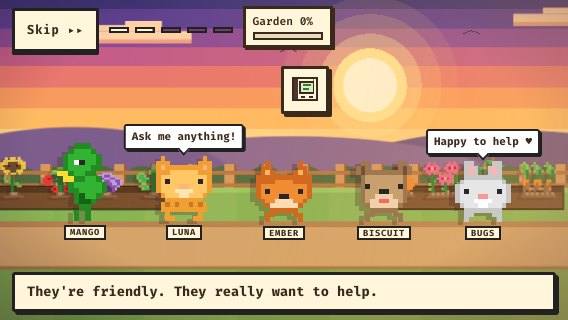 Skip ▸▸
Garden 0%
Ask me anything!
Happy to help ♥
MANGO
LUNA
EMBER
BISCUIT
BUGS
They're friendly. They really want to help.